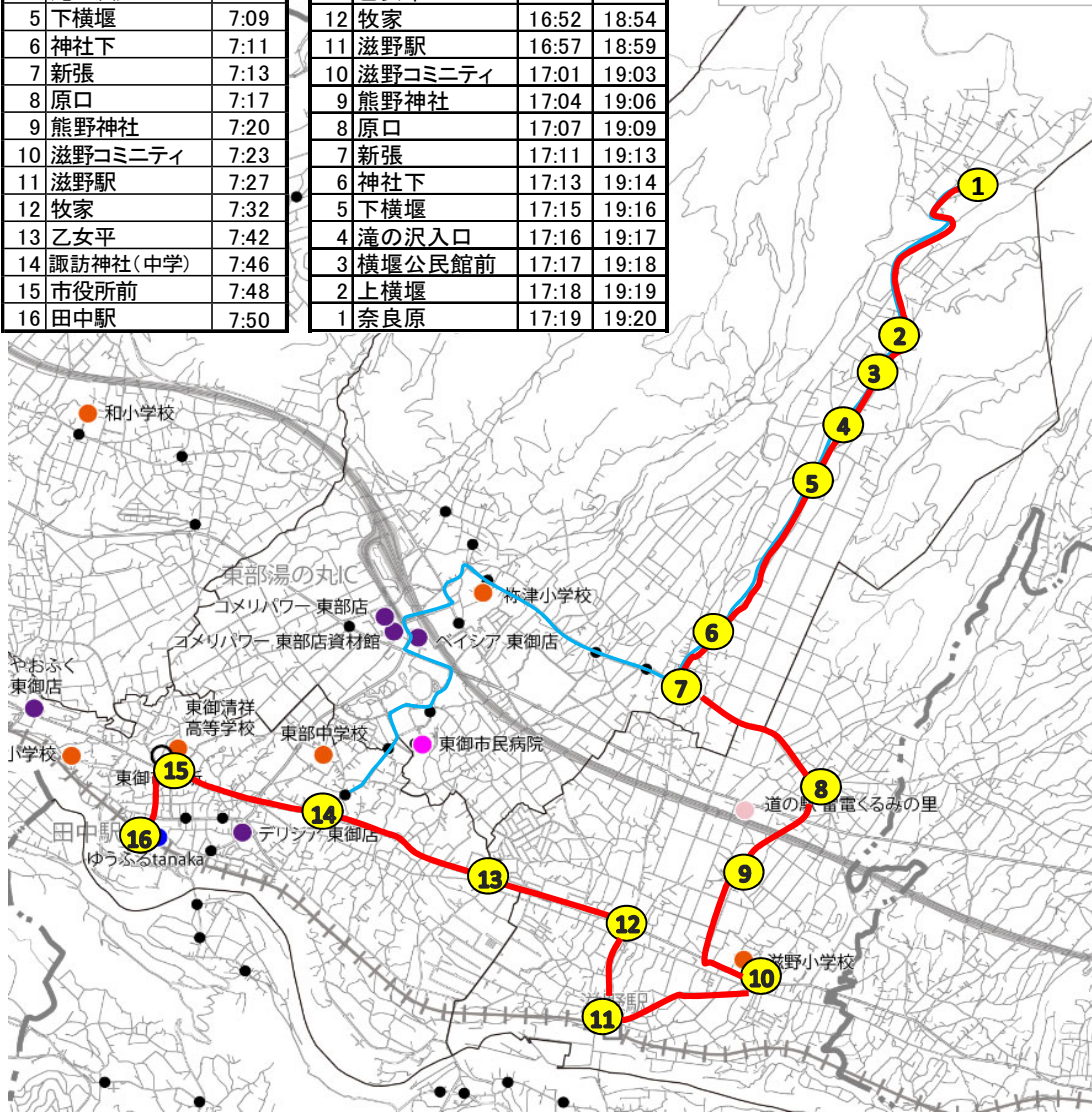 5 下横堰 7:09
6 神社下 7:11
7 新張 7:13
8 原口 7:17
9 熊野神社 7:20
10 滋野コミニティ 7:23
11 滋野駅 7:27
12 牧家 7:32
13 乙女平 7:42
14 諏訪神社(中学) 7:46
15 市役所前 7:48
16 田中駅 7:50
12 牧家 16:52 18:54
11 滋野駅 16:57 18:59
10 滋野コミニティ 17:01 19:03
9 熊野神社 17:04 19:06
8 原口 17:07 19:09
7 新張 17:11 19:13
6 神社下 17:13 19:14
5 下横堰 17:15 19:16
4 滝の沢入口 17:16 19:17
3 横堰公民館前 17:17 19:18
2 上横堰 17:18 19:19
1 奈良原 17:19 19:20
1
2
3
4
5
6
7
8
9
10
11
12
13
14
15
16
和小学校
東部湯の丸IC
コメリパワー 東部店
コメリパワー 東部店資材館
ベイシア 東御店
祢津小学校
やおふく
東御店
東御清祥
高等学校
東部中学校
東御市民病院
小学校
東御
田中駅
ゆうふるtanaka
デリシア 東御店
道の駅 雷電くるみの里
滋野小学校